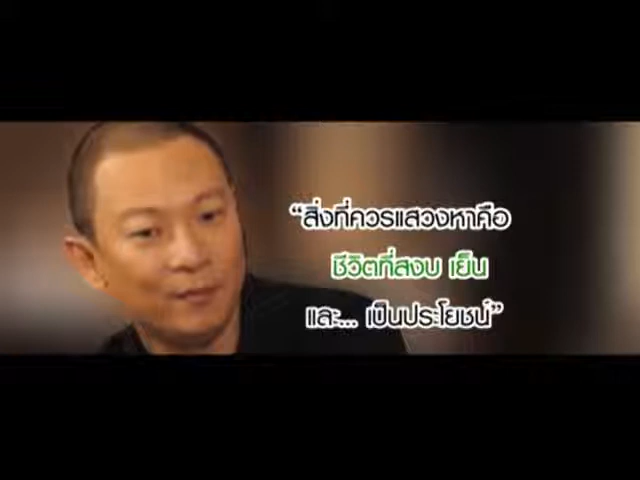 “สิ่งที่ควรแสวงหาคือ
ชีวิตที่สงบ เย็น
และ... เป็นประโยชน์”